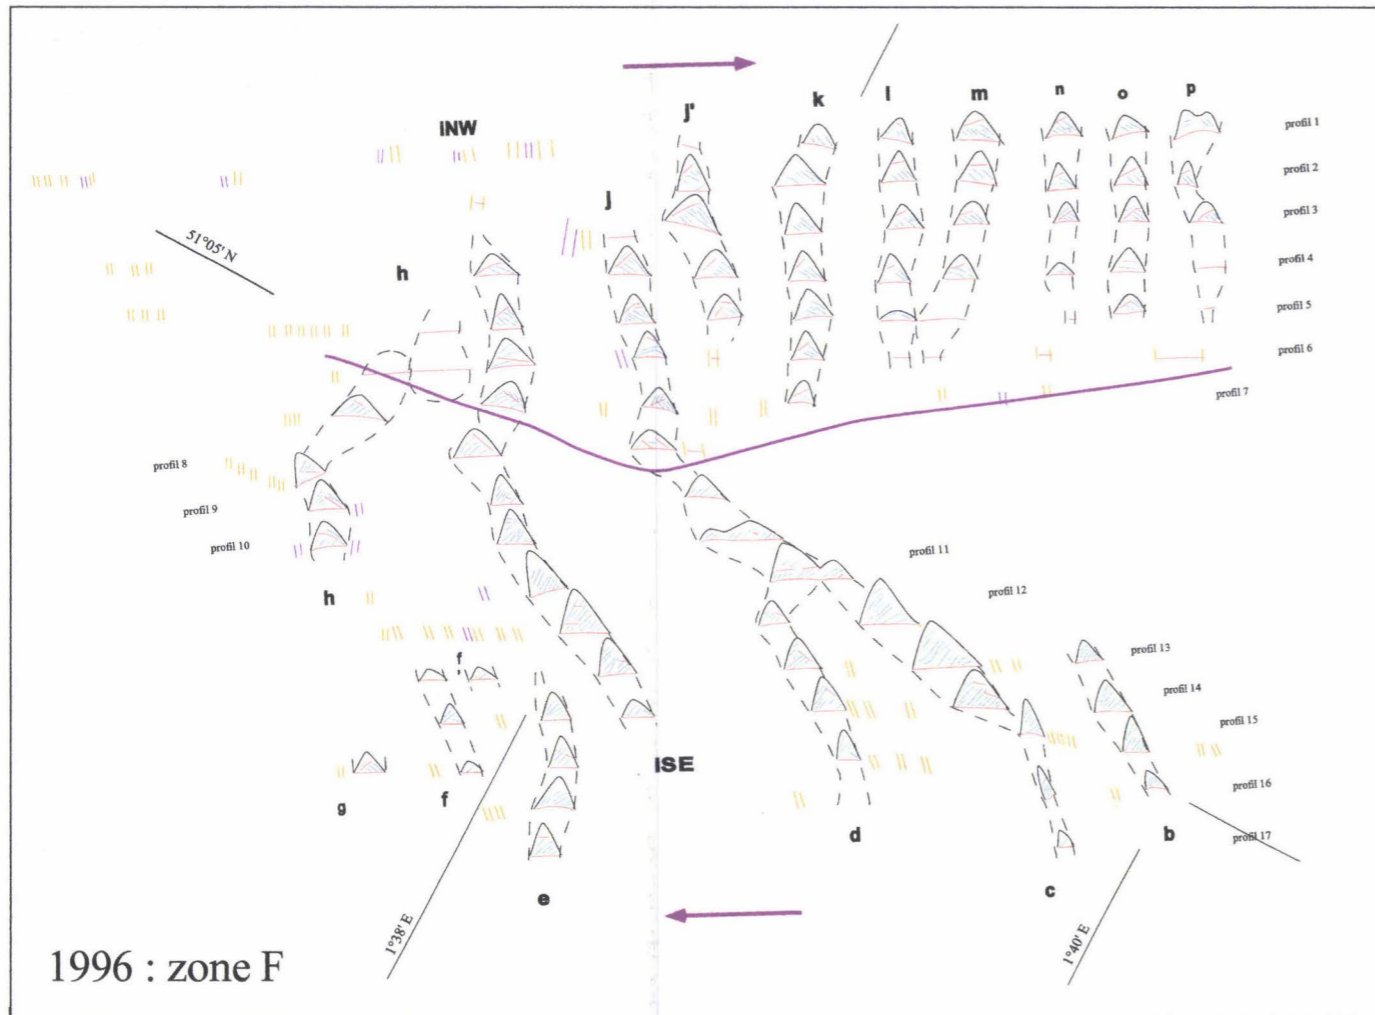 k
l
m
n
o
p
j'
iNW
profil 1
profil 2
j
profil 3
51°05' N
h
profil 4
profil 5
profil 6
profil 7
profil 8
profil 9
profil 10
profil 11
profil 12
h
f
profil 13
profil 14
profil 15
iSE
profil 16
g
f
d
b
profil 17
e
c
1°38' E
1°40' E
1996 : zone F